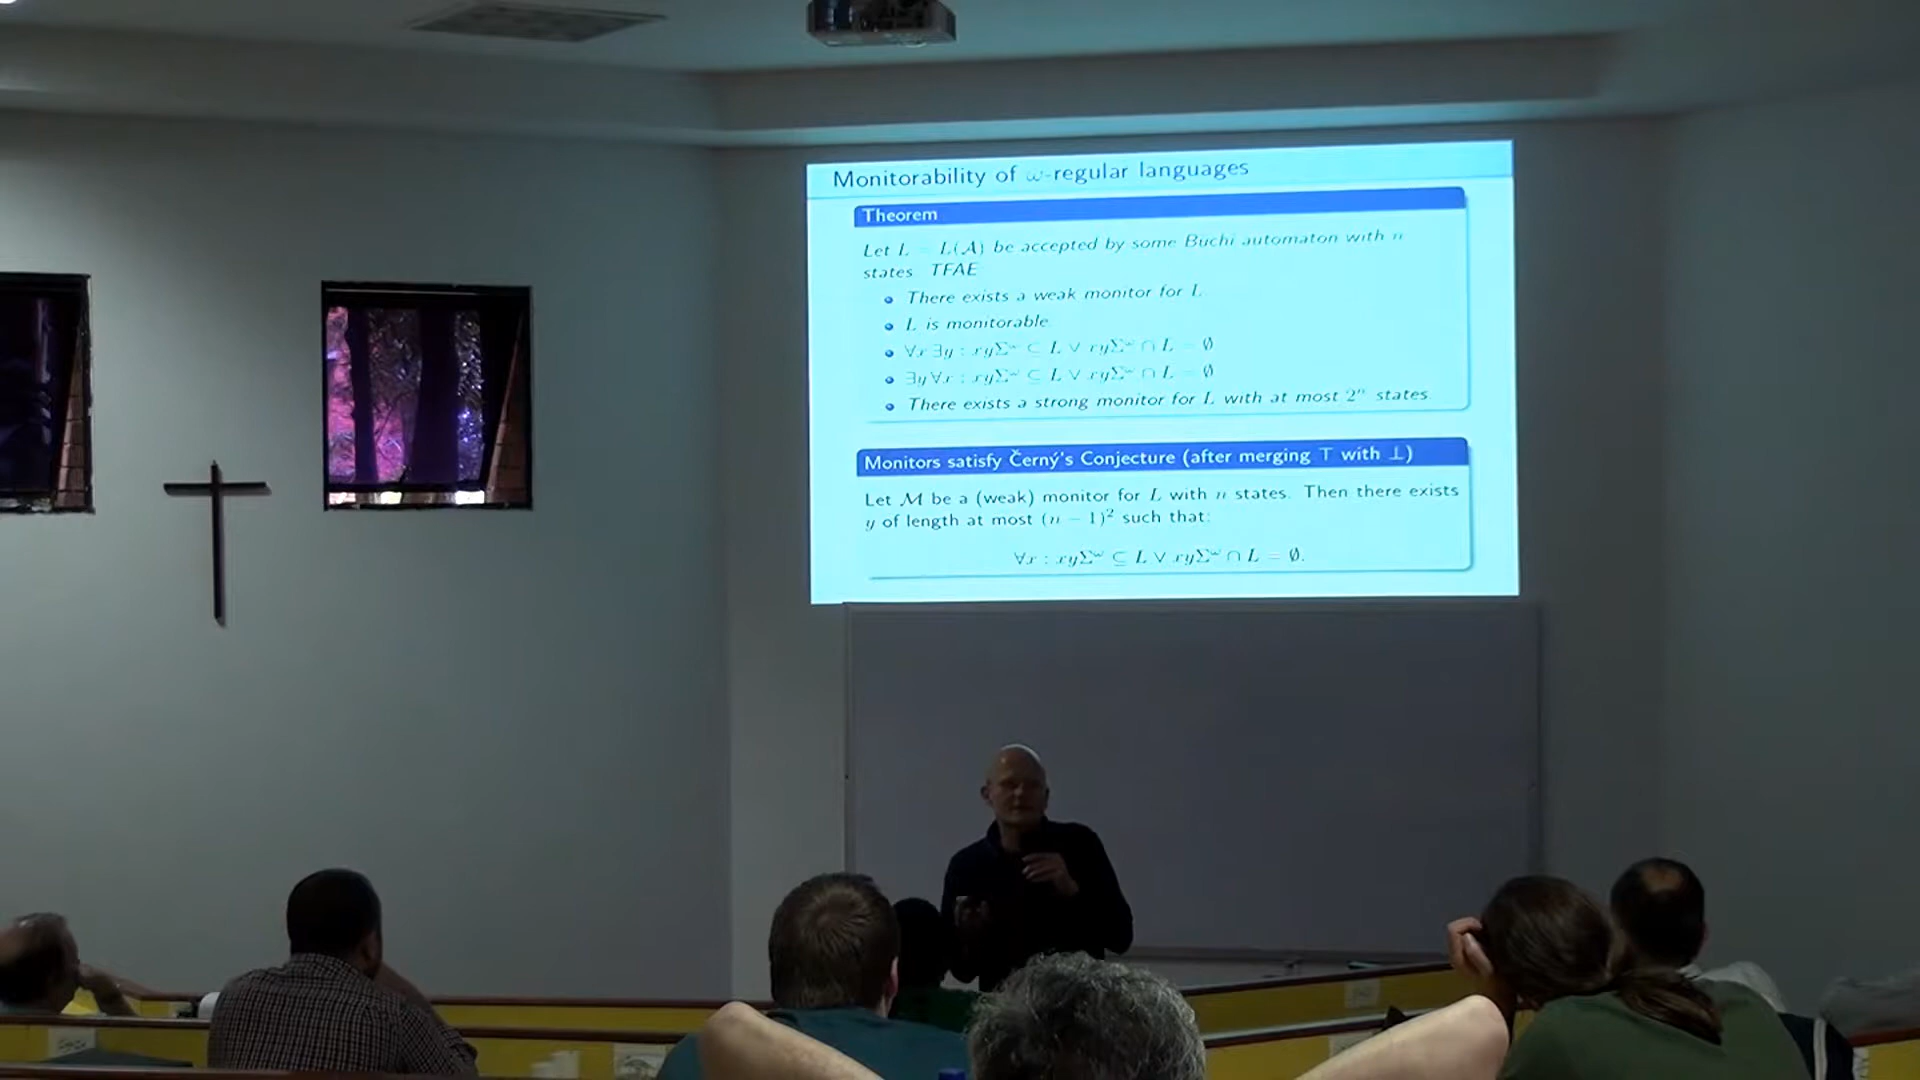 Monitorability of ω-regular languages
Theorem
Let L = L(𝒜) be accepted by some Büchi automaton with n
states TFAE
There exists a weak monitor for L.
L is monitorable.
∀x ∃y : xyΣ^ω ⊆ L ∨ xyΣ^ω ∩ L = ∅
∃y ∀x : xyΣ^ω ⊆ L ∨ xyΣ^ω ∩ L = ∅
There exists a strong monitor for L with at most 2ⁿ states.
Monitors satisfy Černý's Conjecture (after merging ⊤ with ⊥)
Let ℳ be a (weak) monitor for L with n states. Then there exists
y of length at most (n − 1)² such that:
∀x : xyΣ^ω ⊆ L ∨ xyΣ^ω ∩ L = ∅.